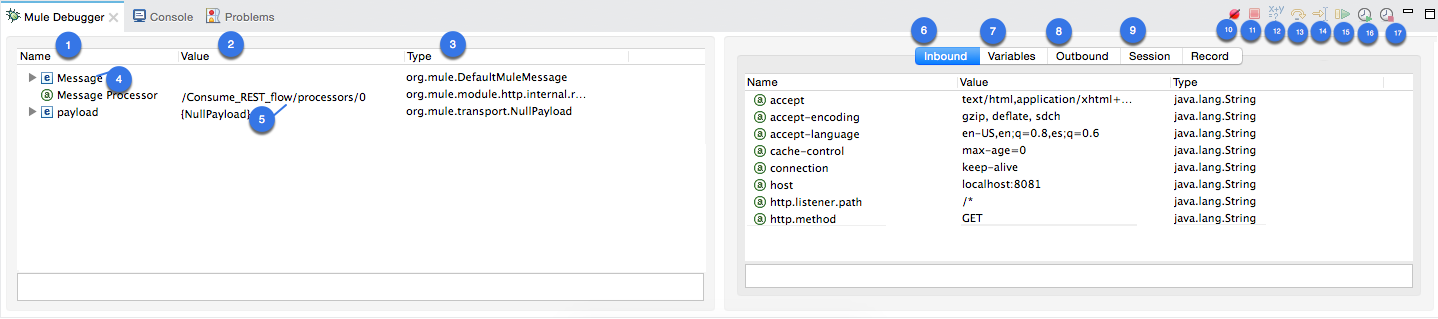 Mule Debugger Console Problems
X+Y
=?
10 11 12 13 14 15 16 17
1 2 3
Name Value Type
Message 4 org.mule.DefaultMuleMessage
Message Processor /Consume_REST_flow/processors/0 org.mule.module.http.internal.r...
payload {NullPayload} 5 org.mule.transport.NullPayload
6 7 8 9
Inbound Variables Outbound Session Record
Name Value Type
accept text/html,application/xhtml+... java.lang.String
accept-encoding gzip, deflate, sdch java.lang.String
accept-language en-US,en;q=0.8,es;q=0.6 java.lang.String
cache-control max-age=0 java.lang.String
connection keep-alive java.lang.String
host localhost:8081 java.lang.String
http.listener.path /* java.lang.String
http.method GET java.lang.String